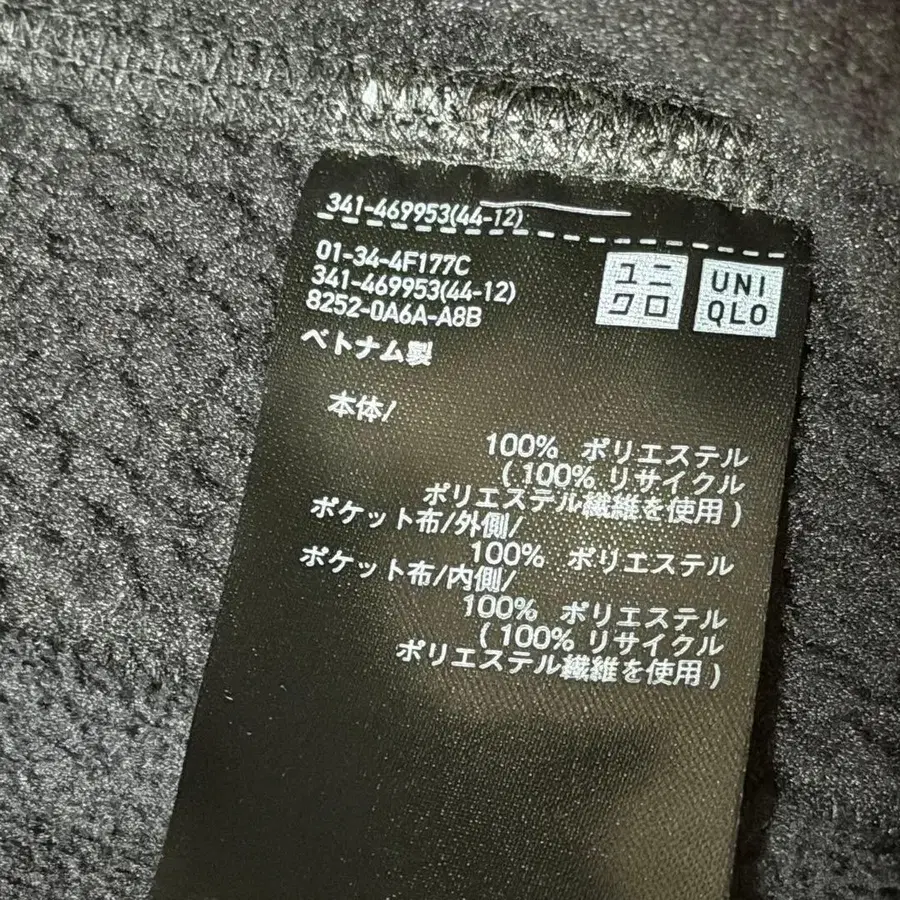 341-469953(44-12)
01-34-4F177C
341-469953(44-12)
8252-0A6A-A8B
ユニ
クロ
UNI
QLO
ベトナム製
本体/
100% ポリエステル
(100% リサイクル
ポリエステル繊維を使用)
ポケット布/外側/
100% ポリエステル
ポケット布/内側/
100% ポリエステル
(100% リサイクル
ポリエステル繊維を使用)